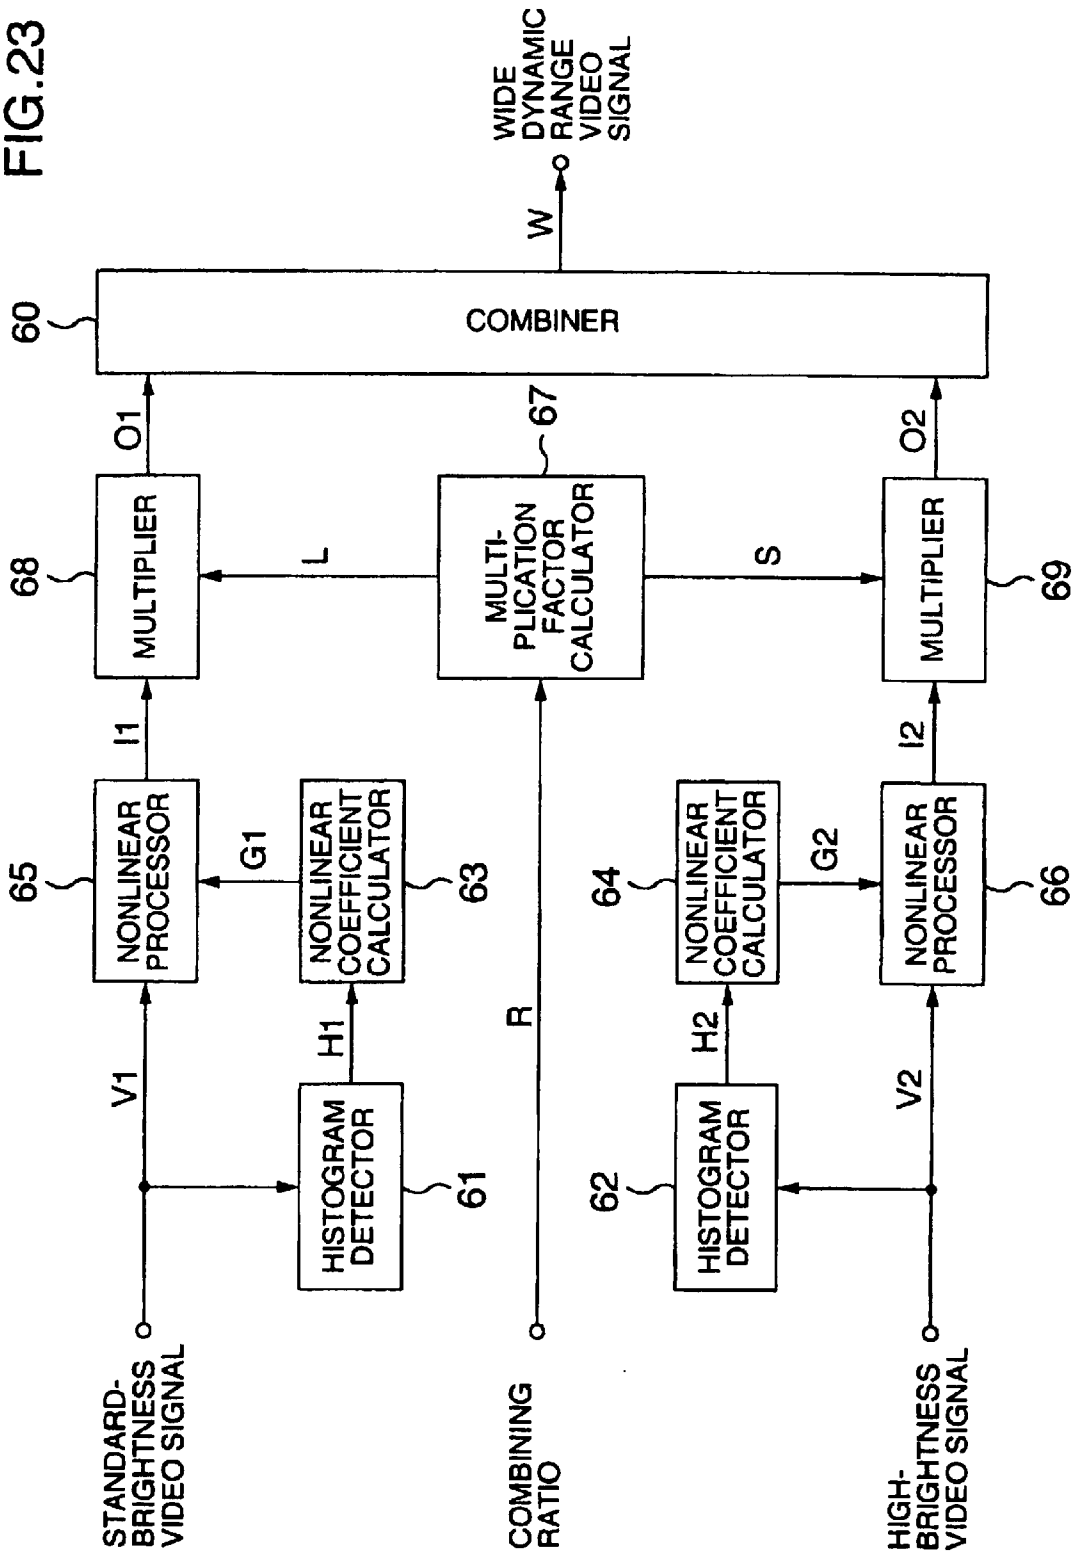 FIG.23
STANDARD-
BRIGHTNESS
VIDEO SIGNAL
V1
65
NONLINEAR
PROCESSOR
I1
68
MULTIPLIER
O1
60
COMBINER
W
WIDE
DYNAMIC
RANGE
VIDEO
SIGNAL
HISTOGRAM
DETECTOR
61
H1
NONLINEAR
COEFFICIENT
CALCULATOR
63
G1
L
COMBINING
RATIO
R
MULTI-
PLICATION
FACTOR
CALCULATOR
67
S
62
HISTOGRAM
DETECTOR
H2
64
NONLINEAR
COEFFICIENT
CALCULATOR
G2
HIGH-
BRIGHTNESS
VIDEO SIGNAL
V2
NONLINEAR
PROCESSOR
66
I2
MULTIPLIER
69
O2